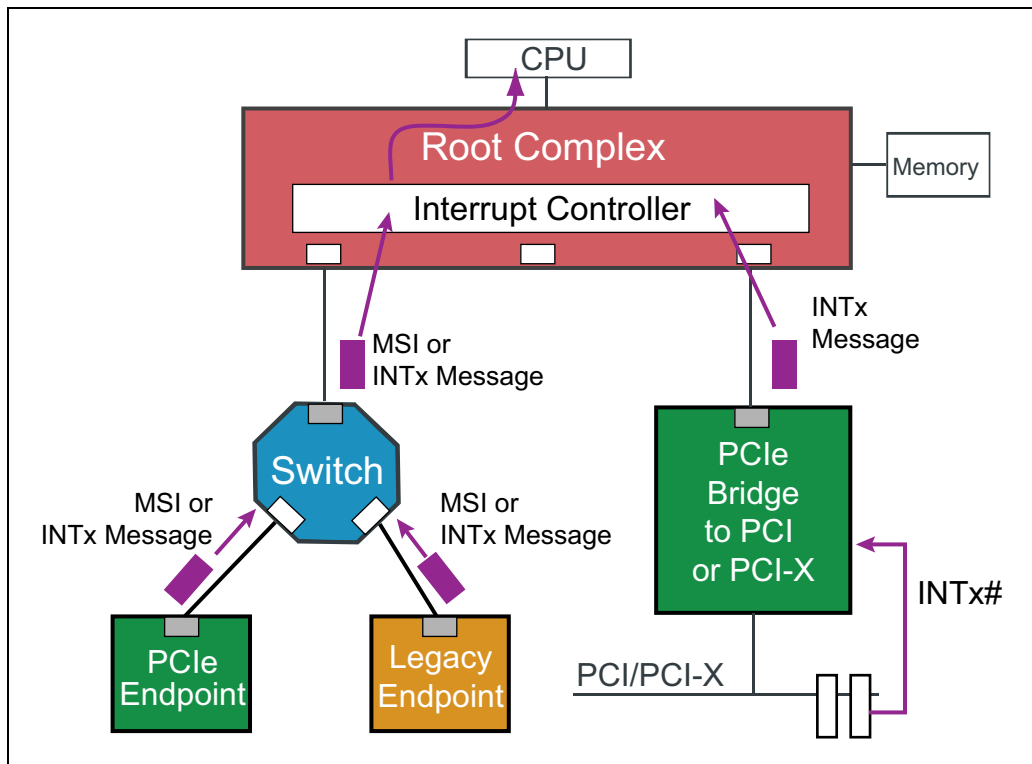 CPU
Root Complex
Memory
Interrupt Controller
MSI or
INTx Message
INTx
Message
Switch
MSI or
INTx Message
MSI or
INTx Message
PCIe
Bridge
to PCI
or PCI-X
INTx#
PCIe
Endpoint
Legacy
Endpoint
PCI/PCI-X